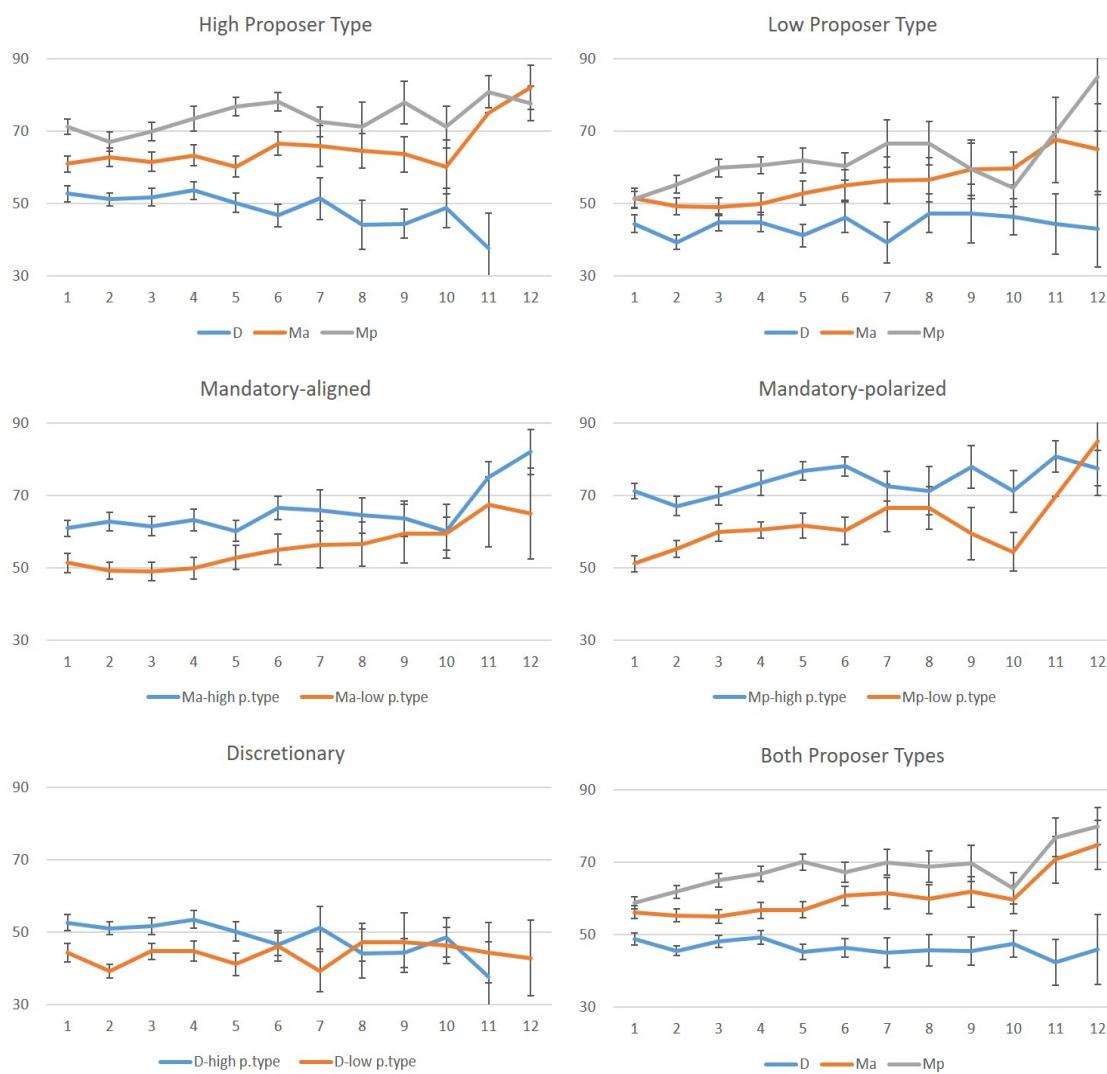 High Proposer Type
90
70
50
30
1 2 3 4 5 6 7 8 9 10 11 12
D Ma Mp
Low Proposer Type
90
70
50
30
1 2 3 4 5 6 7 8 9 10 11 12
D Ma Mp
Mandatory-aligned
90
70
50
30
1 2 3 4 5 6 7 8 9 10 11 12
Ma-high p.type Ma-low p.type
Mandatory-polarized
90
70
50
30
1 2 3 4 5 6 7 8 9 10 11 12
Mp-high p.type Mp-low p.type
Discretionary
90
70
50
30
1 2 3 4 5 6 7 8 9 10 11 12
D-high p.type D-low p.type
Both Proposer Types
90
70
50
30
1 2 3 4 5 6 7 8 9 10 11 12
D Ma Mp